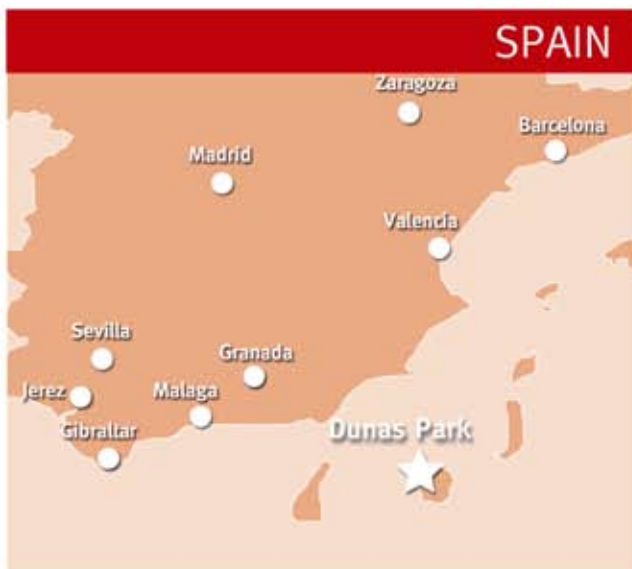 SPAIN
Zaragoza
Barcelona
Madrid
Valencia
Sevilla
Granada
Jerez
Malaga
Gibraltar
Dunas Park